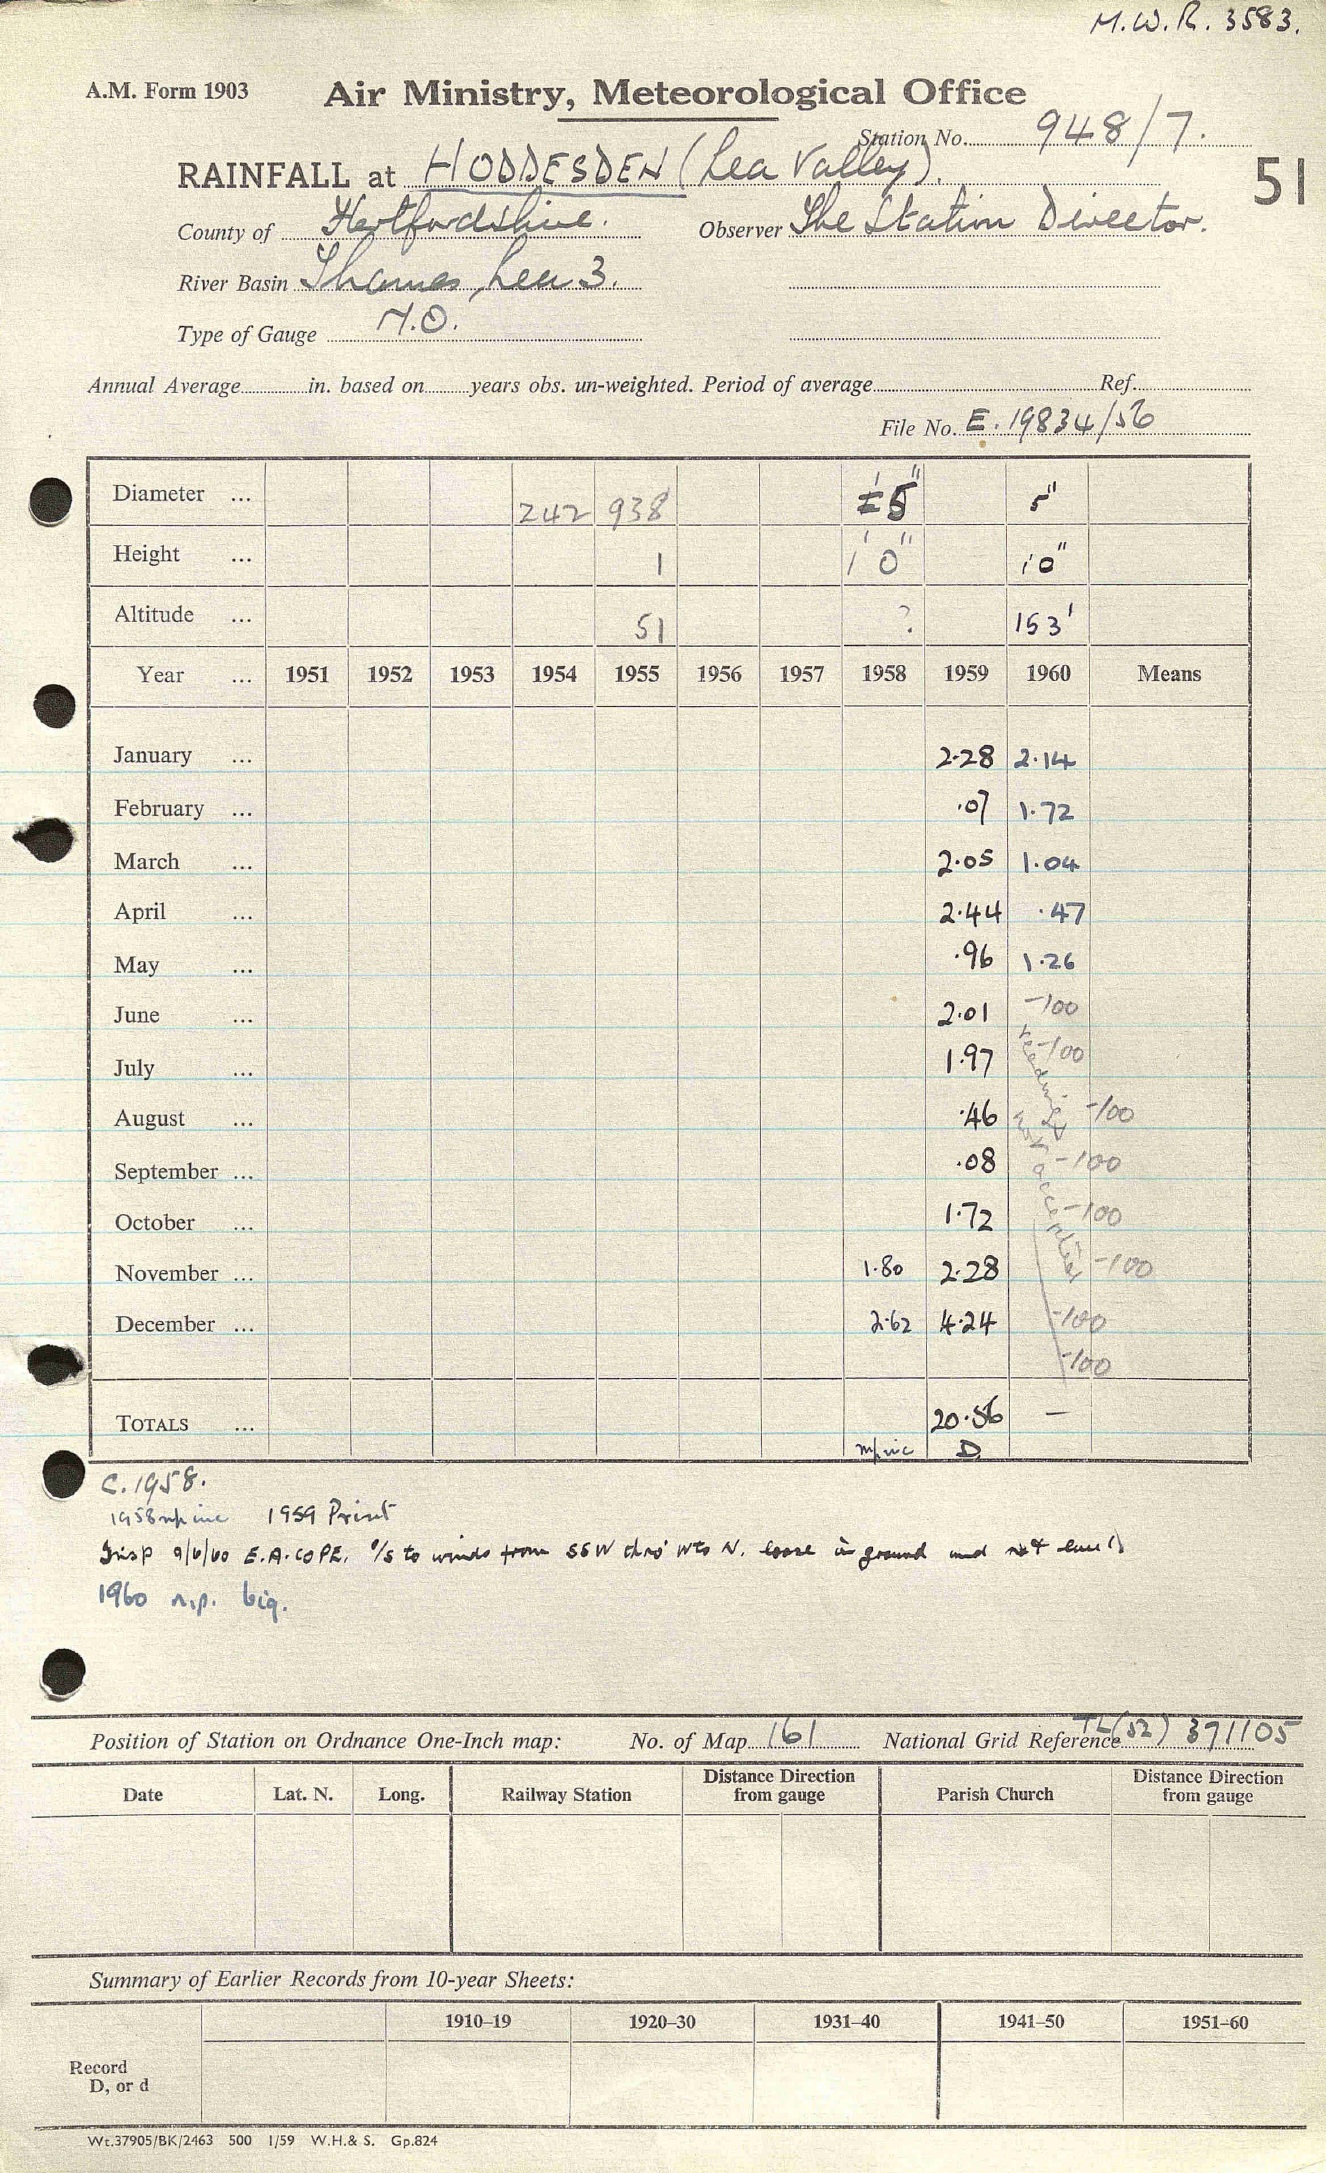 M.W.R. 3583.
A.M. Form 1903 Air Ministry, Meteorological Office
Station No. 948/7.
RAINFALL at HODDESDEN (Lea Valley). 51
County of Hertfordshire. Observer The Station Director.
River Basin Thames, Lea 3.
Type of Gauge M.O.
Annual Average in. based on years obs. un-weighted. Period of average Ref.
File No. E. 19834/56
Diameter ... 242 938 5" 5"
Height ... 1 1' 0" 1' 0"
Altitude ... 51 ? 153'
Year ... 1951 1952 1953 1954 1955 1956 1957 1958 1959 1960 Means
January ... 2.28 2.14
February ... .07 1.72
March ... 2.05 1.04
April ... 2.44 .47
May ... .96 1.26
June ... 2.01 -100
July ... 1.97 -100
August ... .46 -100
September ... .08 -100
October ... 1.72 -100
November ... 1.80 2.28 -100
December ... 2.62 4.24 -100
-100
readings not accepted
TOTALS ... 20.56 —
D
C. 1958.
1958 np inc 1959 Print
Insp 9/6/60 E.A. COPE. o/s to winds from SSW thro' W to N. loose in ground and not level
1960 n.p. big.
Position of Station on Ordnance One-Inch map: No. of Map 161 National Grid Reference TL(52) 371105
Date Lat. N. Long. Railway Station Distance Direction from gauge Parish Church Distance Direction from gauge
Summary of Earlier Records from 10-year Sheets:
1910–19 1920–30 1931–40 1941–50 1951–60
Record
D, or d
Wt.37905/BK/2463 500 1/59 W.H.& S. Gp.824